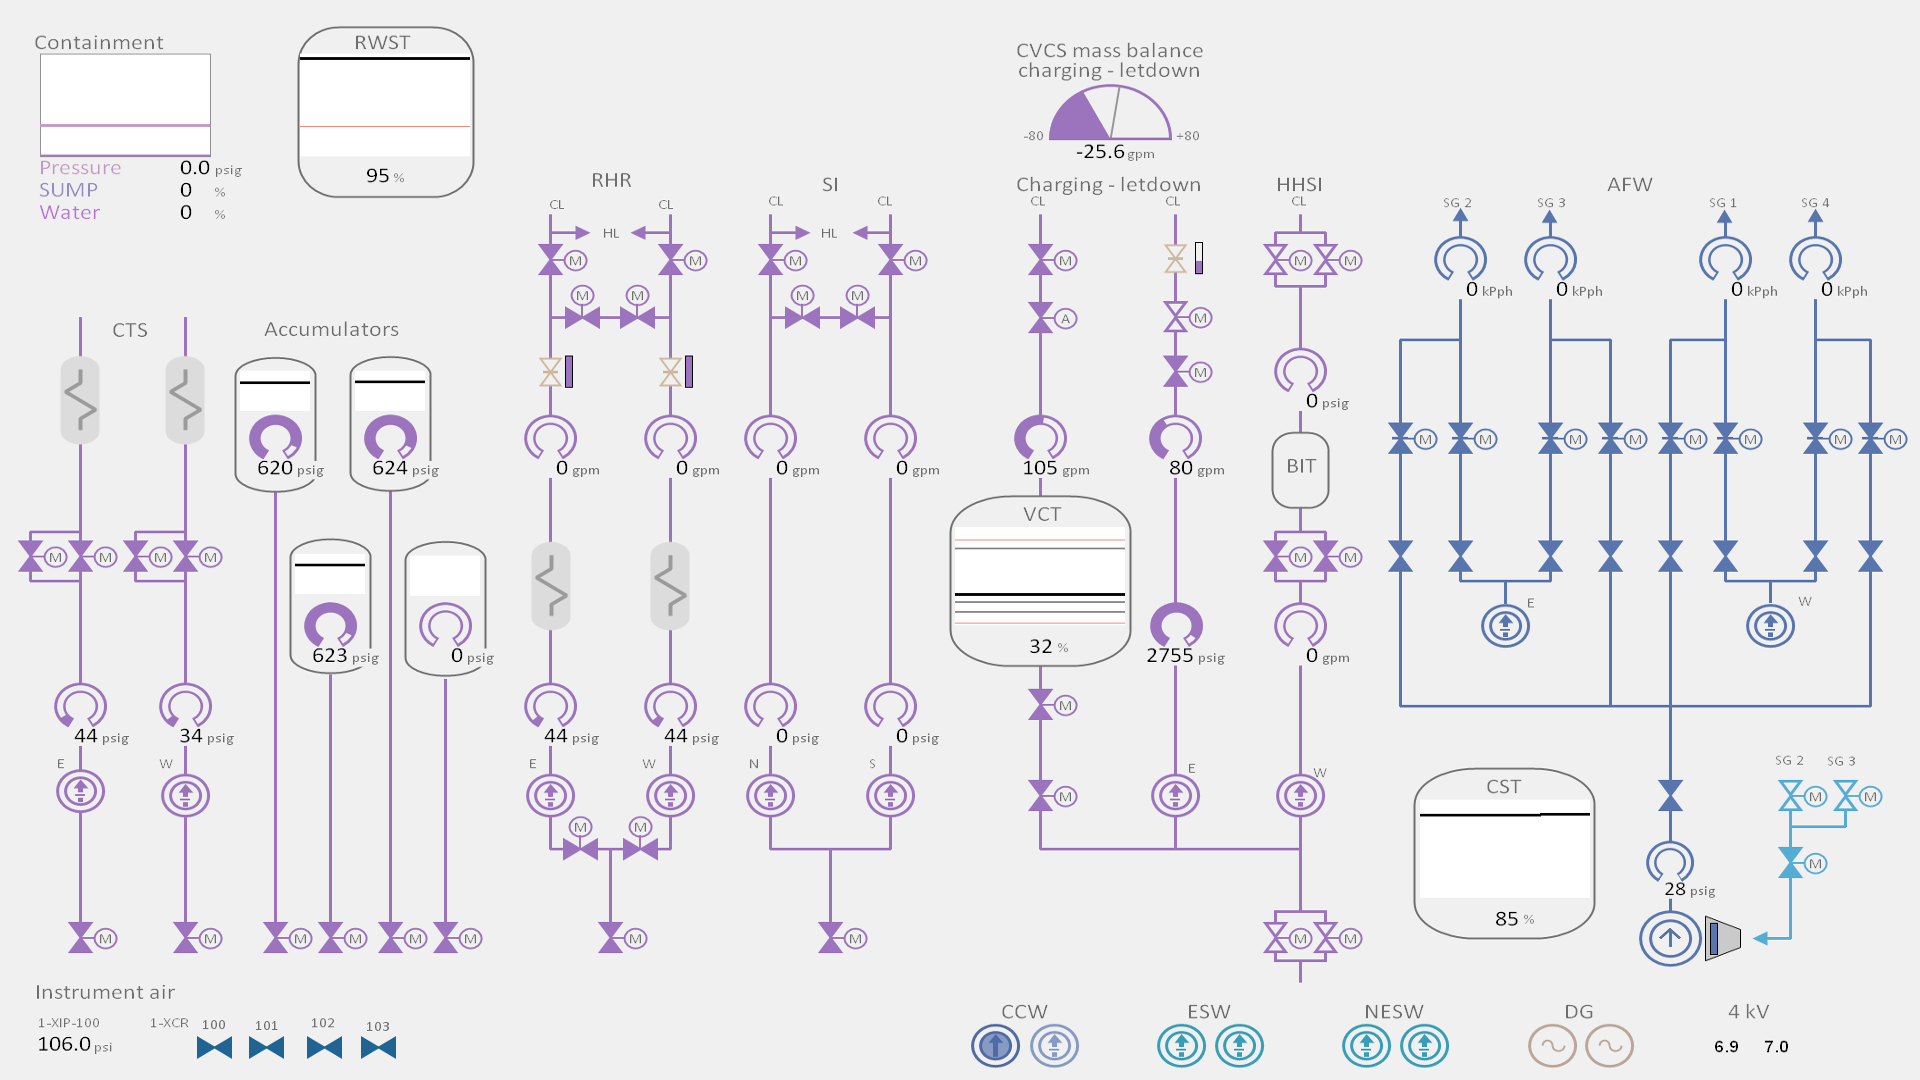 Containment
RWST
CVCS mass balance
charging - letdown
-80
+80
-25.6 gpm
Pressure 0.0 psig
SUMP 0 %
Water 0 %
95 %
RHR
SI
Charging - letdown
HHSI
AFW
CL
CL
CL
CL
CL
CL
CL
SG 2
SG 3
SG 1
SG 4
HL
HL
M
M
M
M
M
M
M
0 kPph
0 kPph
0 kPph
0 kPph
M
M
M
M
A
M
CTS
Accumulators
M
0 psig
620 psig
624 psig
0 gpm
0 gpm
0 gpm
0 gpm
105 gpm
80 gpm
BIT
M
M
M
M
M
M
M
M
VCT
M
M
M
M
M
M
E
W
623 psig
0 psig
32 %
2755 psig
0 gpm
44 psig
34 psig
44 psig
44 psig
0 psig
0 psig
M
E
W
E
W
N
S
E
W
SG 2
SG 3
M
M
M
CST
M
M
M
28 psig
85 %
M
M
M
M
M
M
M
M
M
M
Instrument air
1-XIP-100
106.0 psi
1-XCR
100
101
102
103
CCW
ESW
NESW
DG
4 kV
6.9
7.0